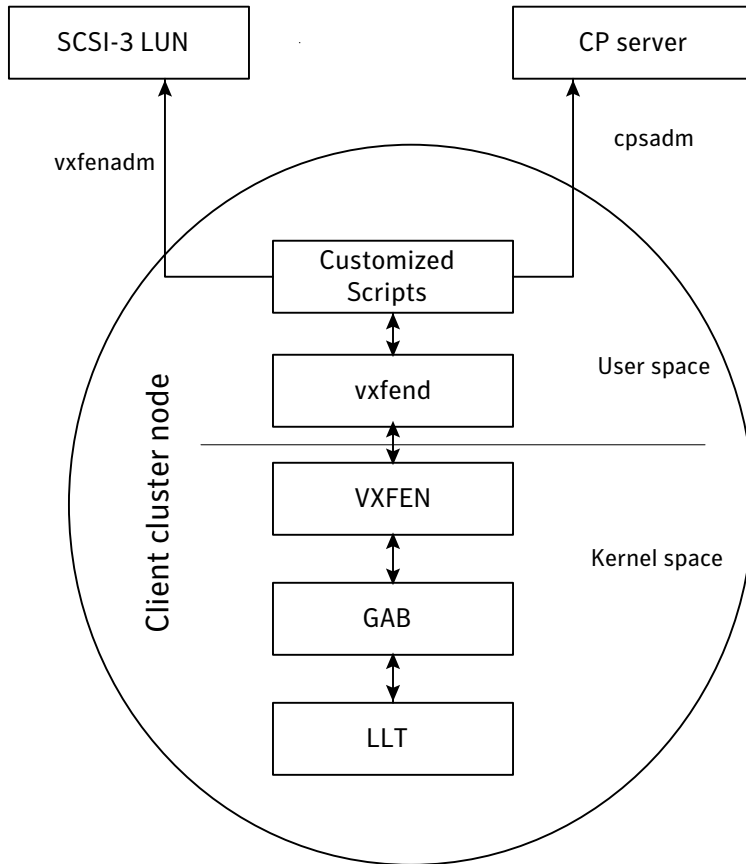 SCSI-3 LUN
CP server
vxfenadm
cpsadm
Customized
Scripts
vxfend
User space
Client cluster node
VXFEN
Kernel space
GAB
LLT